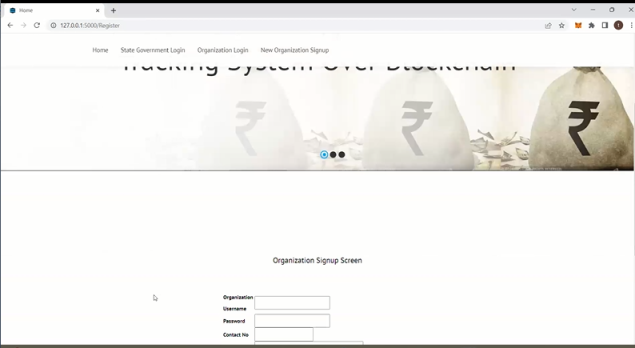 Home
127.0.0.1:5000/Register
Home State Government Login Organization Login New Organization Signup
Tracking System Over Blockchain
₹ ₹ ₹
Organization Signup Screen
Organization
Username
Password
Contact No